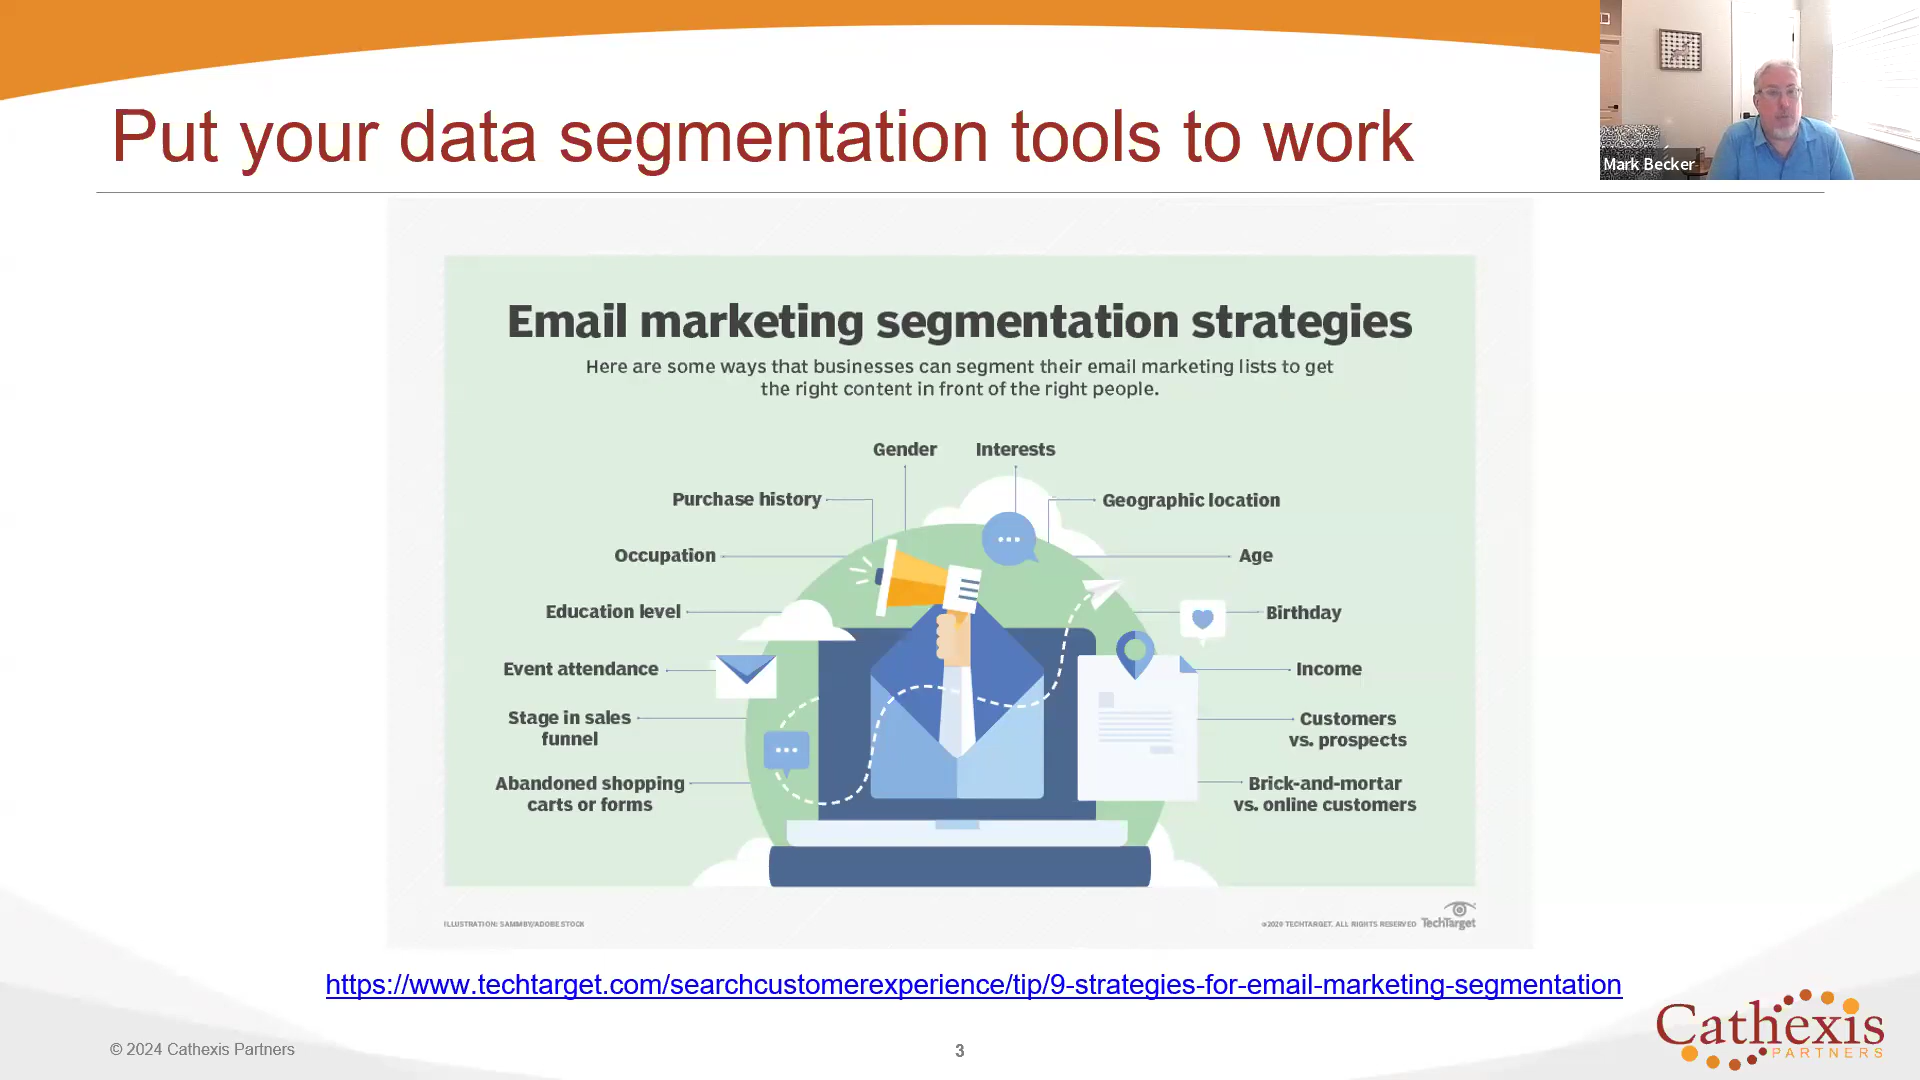 Put your data segmentation tools to work
Mark Becker
Email marketing segmentation strategies
Here are some ways that businesses can segment their email marketing lists to get
the right content in front of the right people.
Gender
Interests
Purchase history
Geographic location
Occupation
Age
Education level
Birthday
Event attendance
Income
Stage in sales
funnel
Customers
vs. prospects
Abandoned shopping
carts or forms
Brick-and-mortar
vs. online customers
ILLUSTRATION: SAMMBY/ADOBE STOCK
©2020 TECHTARGET. ALL RIGHTS RESERVED
TechTarget
https://www.techtarget.com/searchcustomerexperience/tip/9-strategies-for-email-marketing-segmentation
© 2024 Cathexis Partners
3
Cathexis
PARTNERS